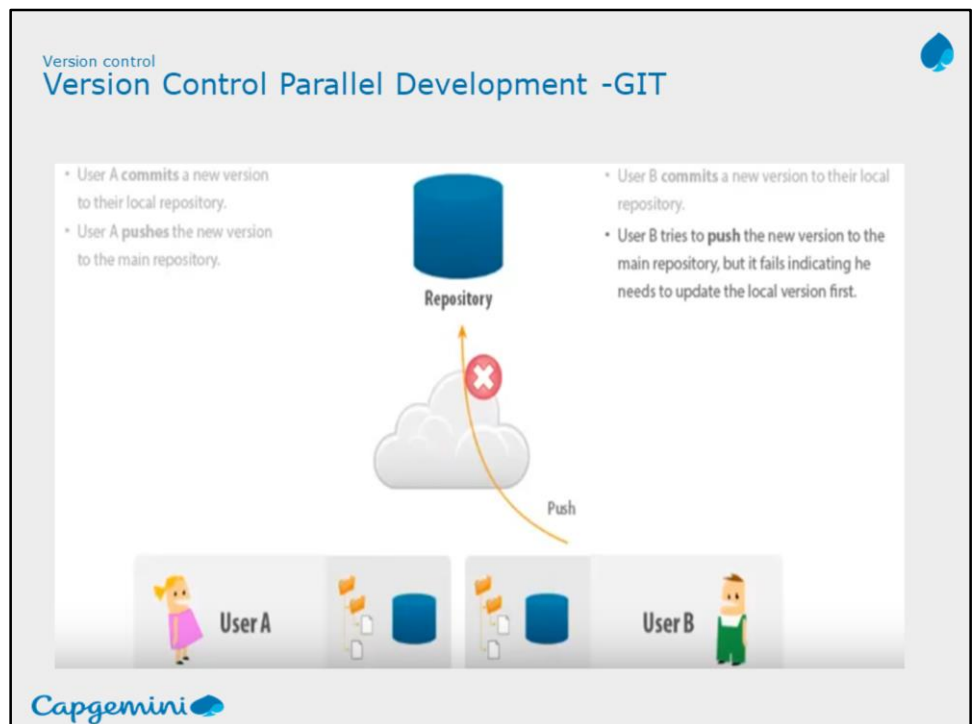 Version control
Version Control Parallel Development -GIT
• User A commits a new version
to their local repository.
• User A pushes the new version
to the main repository.
• User B commits a new version to their local
repository.
• User B tries to push the new version to the
main repository, but it fails indicating he
needs to update the local version first.
Repository
Push
User A
User B
Capgemini